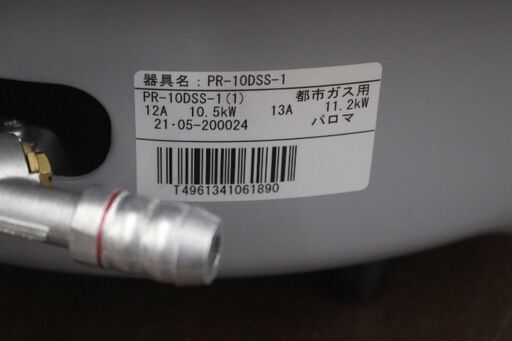 器具名：PR-10DSS-1
PR-10DSS-1(1) 都市ガス用
12A 10.5kW 13A 11.2kW
21・05-200024 パロマ
T4961341061890